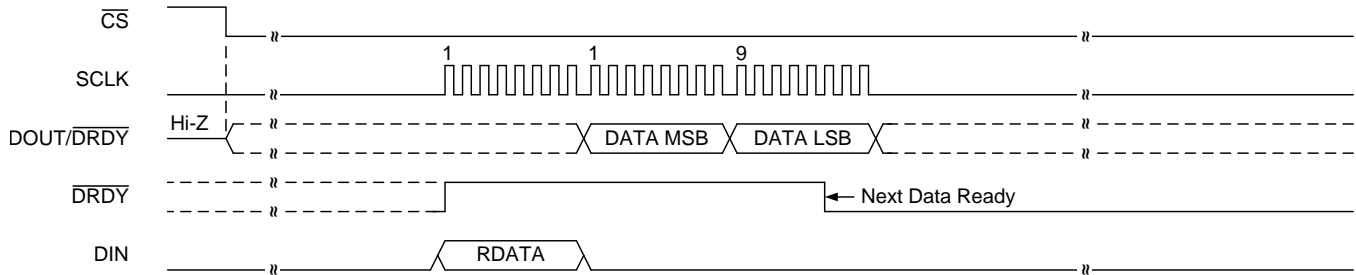 CS
1 1 9
SCLK
Hi-Z
DOUT/DRDY
DATA MSB DATA LSB
DRDY
Next Data Ready
DIN
RDATA